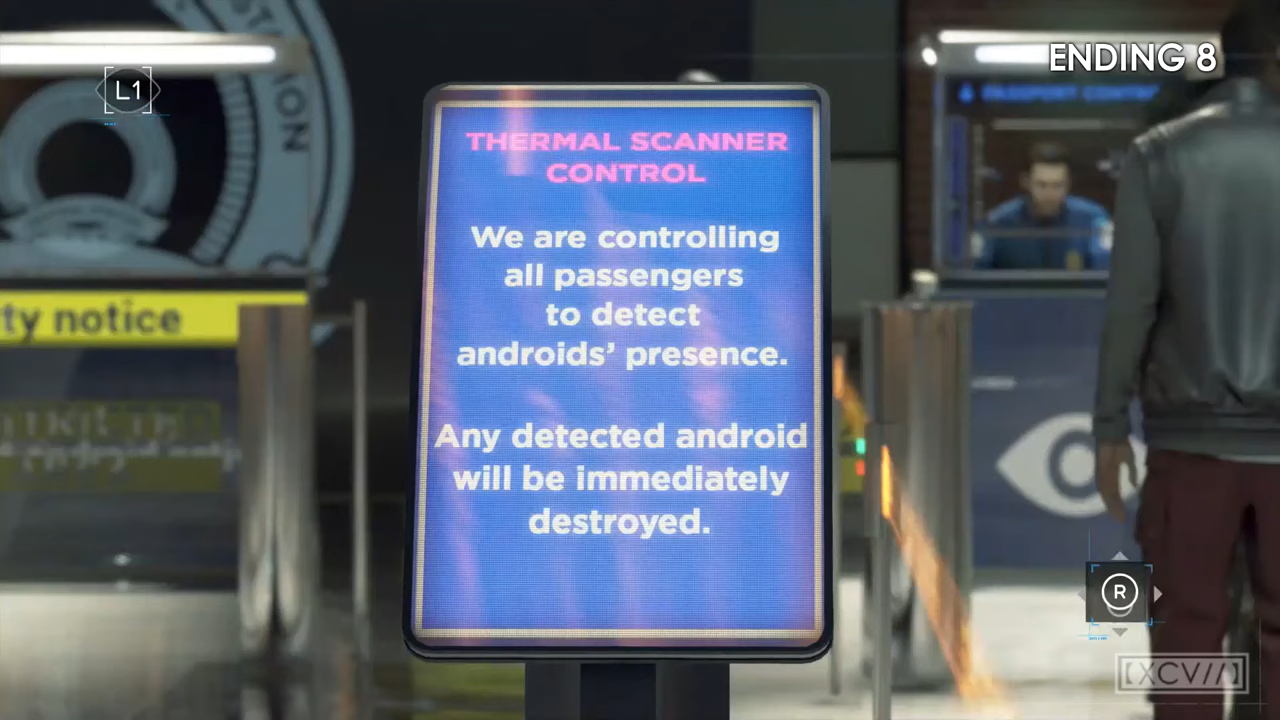 ENDING 8
L1
THERMAL SCANNER
CONTROL
We are controlling
all passengers
to detect
androids’ presence.
Any detected android
will be immediately
destroyed.
ty notice
PASSPORT
R
[XCV//]